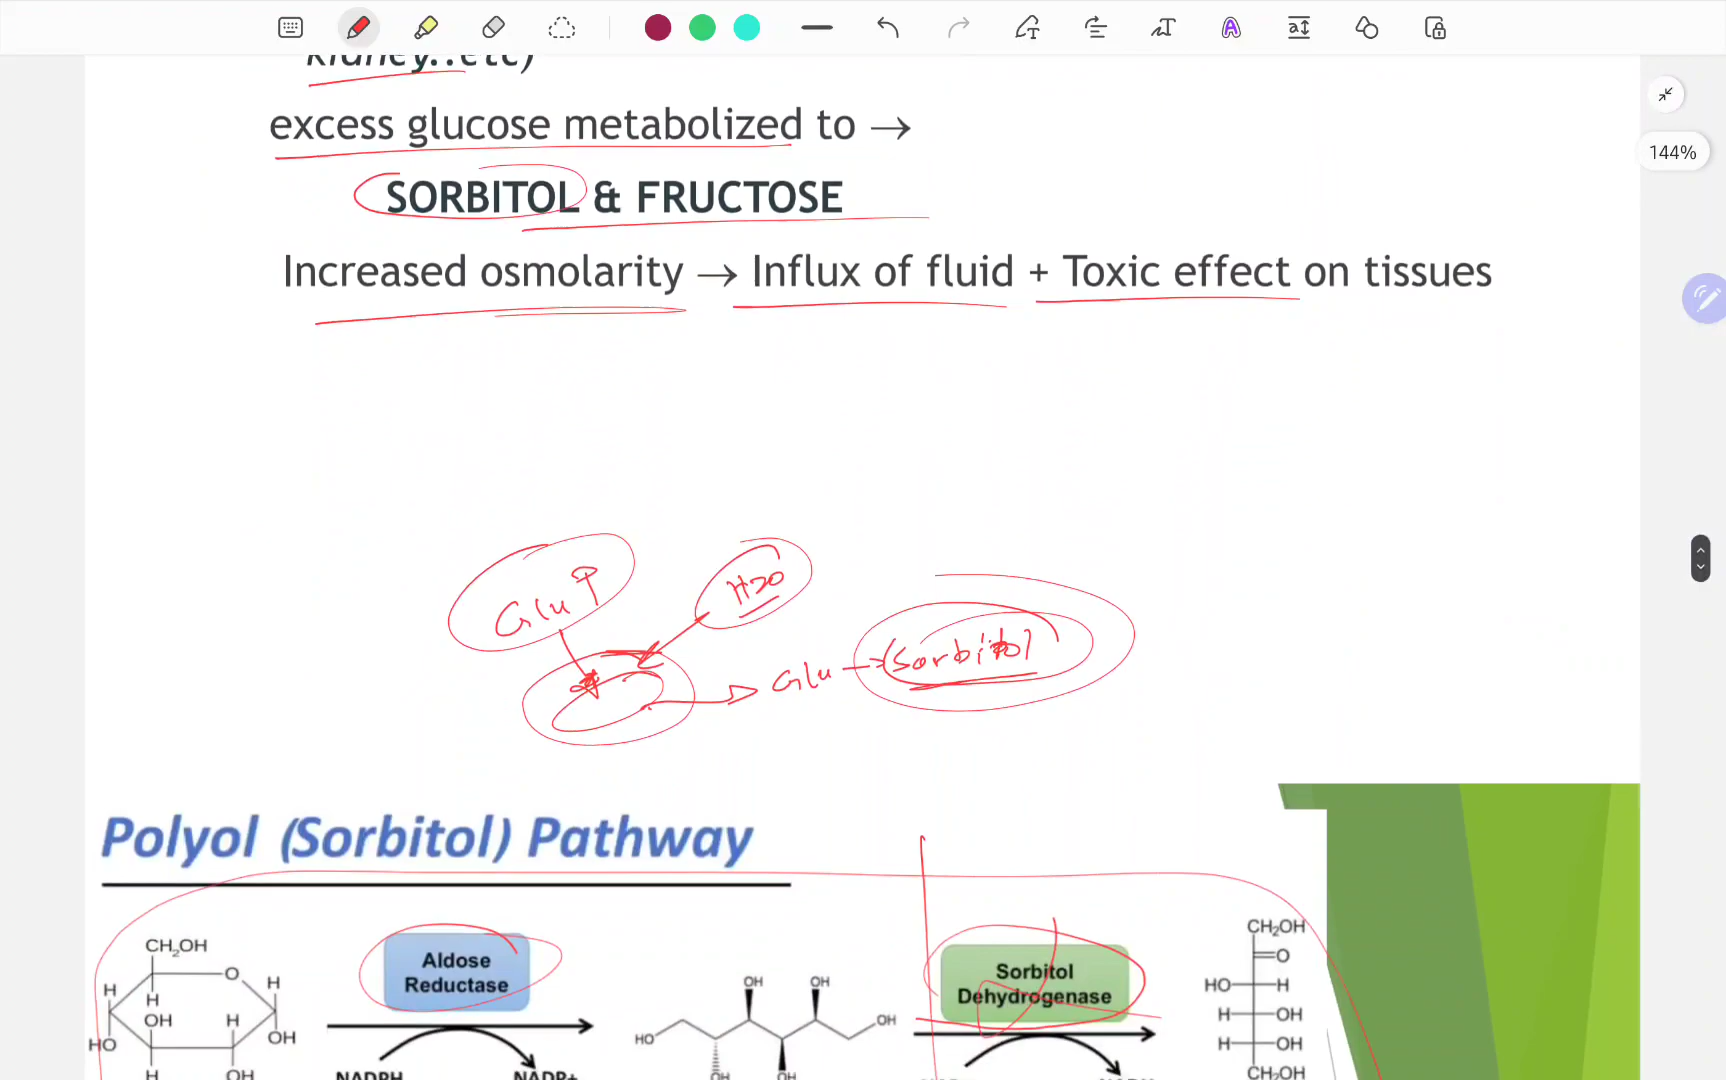 kidney..etc)
144%
excess glucose metabolized to →
SORBITOL & FRUCTOSE
Increased osmolarity → Influx of fluid + Toxic effect on tissues
Glu ↑
H2O
Glu → (Sorbitol)
Polyol (Sorbitol) Pathway
Aldose
Reductase
Sorbitol
Dehydrogenase
CH₂OH
O
H
H
H
OH
H
HO
OH
H
OH
NADPH
NADP+
OH
OH
HO
OH
OH
OH
CH₂OH
=O
HO H
H OH
H OH
CH₂OH